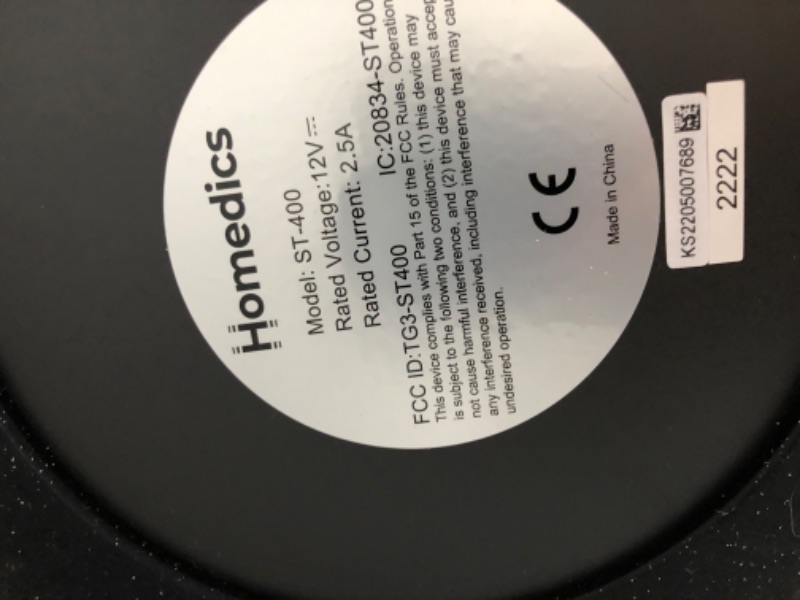 Homedics
Model: ST-400
Rated Voltage:12V⎓
Rated Current: 2.5A
IC:20834-ST400
FCC ID:TG3-ST400
This device complies with Part 15 of the FCC Rules. Operation
is subject to the following two conditions: (1) this device may
not cause harmful interference, and (2) this device must accept
any interference received, including interference that may cau
undesired operation.
CE
Made in China
KS2205007689
2222